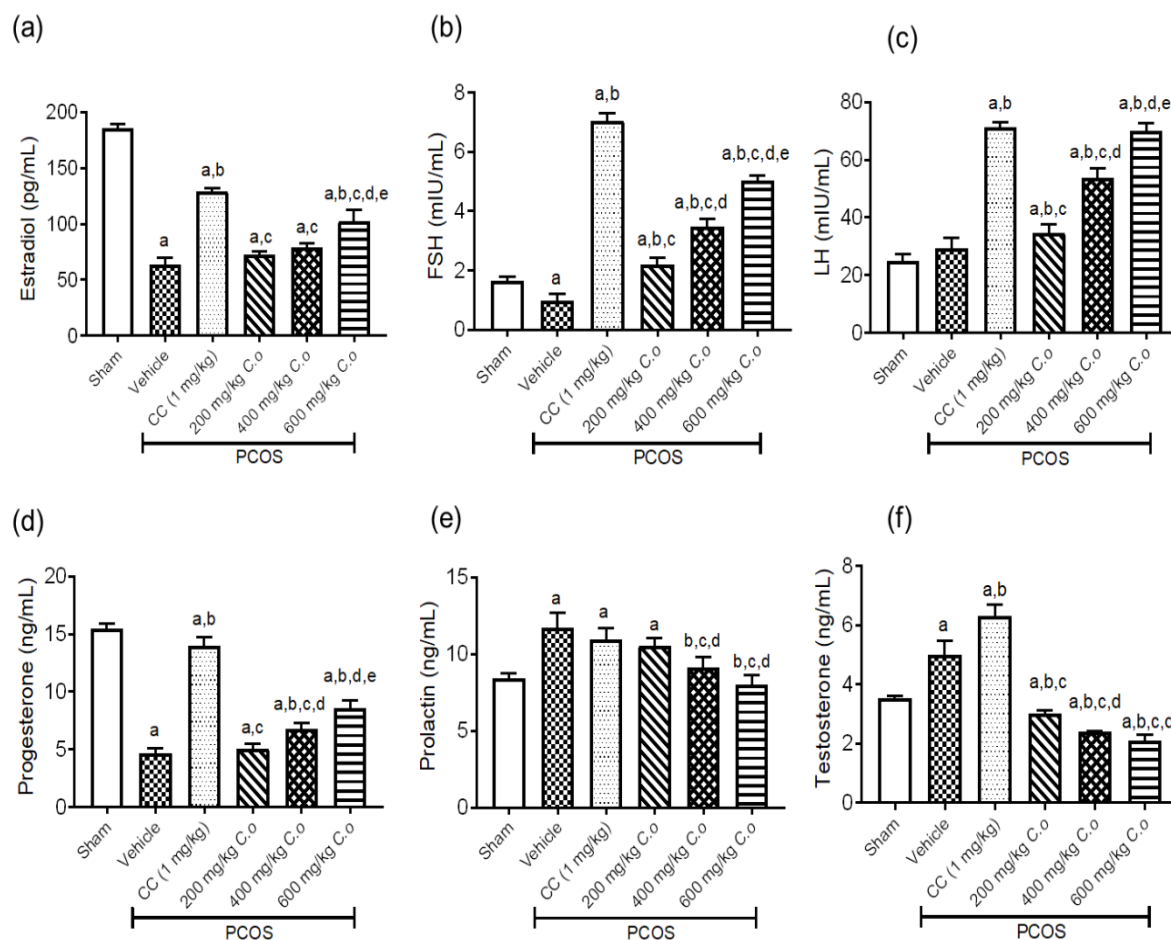 (a)
Estradiol (pg/mL)
200
150
100
50
0
a
a,b
a,c
a,c
a,b,c,d,e
Sham
Vehicle
CC (1 mg/kg)
200 mg/kg C.o
400 mg/kg C.o
600 mg/kg C.o
PCOS
(b)
FSH (mIU/mL)
8
6
4
2
0
a
a,b
a,b,c
a,b,c,d
a,b,c,d,e
Sham
Vehicle
CC (1 mg/kg)
200 mg/kg C.o
400 mg/kg C.o
600 mg/kg C.o
PCOS
(c)
LH (mIU/mL)
80
60
40
20
0
a,b
a,b,c
a,b,c,d
a,b,d,e
Sham
Vehicle
CC (1 mg/kg)
200 mg/kg C.o
400 mg/kg C.o
600 mg/kg C.o
PCOS
(d)
Progesterone (ng/mL)
20
15
10
5
0
a
a,b
a,c
a,b,c,d
a,b,d,e
Sham
Vehicle
CC (1 mg/kg)
200 mg/kg C.o
400 mg/kg C.o
600 mg/kg C.o
PCOS
(e)
Prolactin (ng/mL)
15
10
5
0
a
a
a
b,c,d
b,c,d
Sham
Vehicle
CC (1 mg/kg)
200 mg/kg C.o
400 mg/kg C.o
600 mg/kg C.o
PCOS
(f)
Testosterone (ng/mL)
8
6
4
2
0
a
a,b
a,b,c
a,b,c,d
a,b,c,d
Sham
Vehicle
CC (1 mg/kg)
200 mg/kg C.o
400 mg/kg C.o
600 mg/kg C.o
PCOS